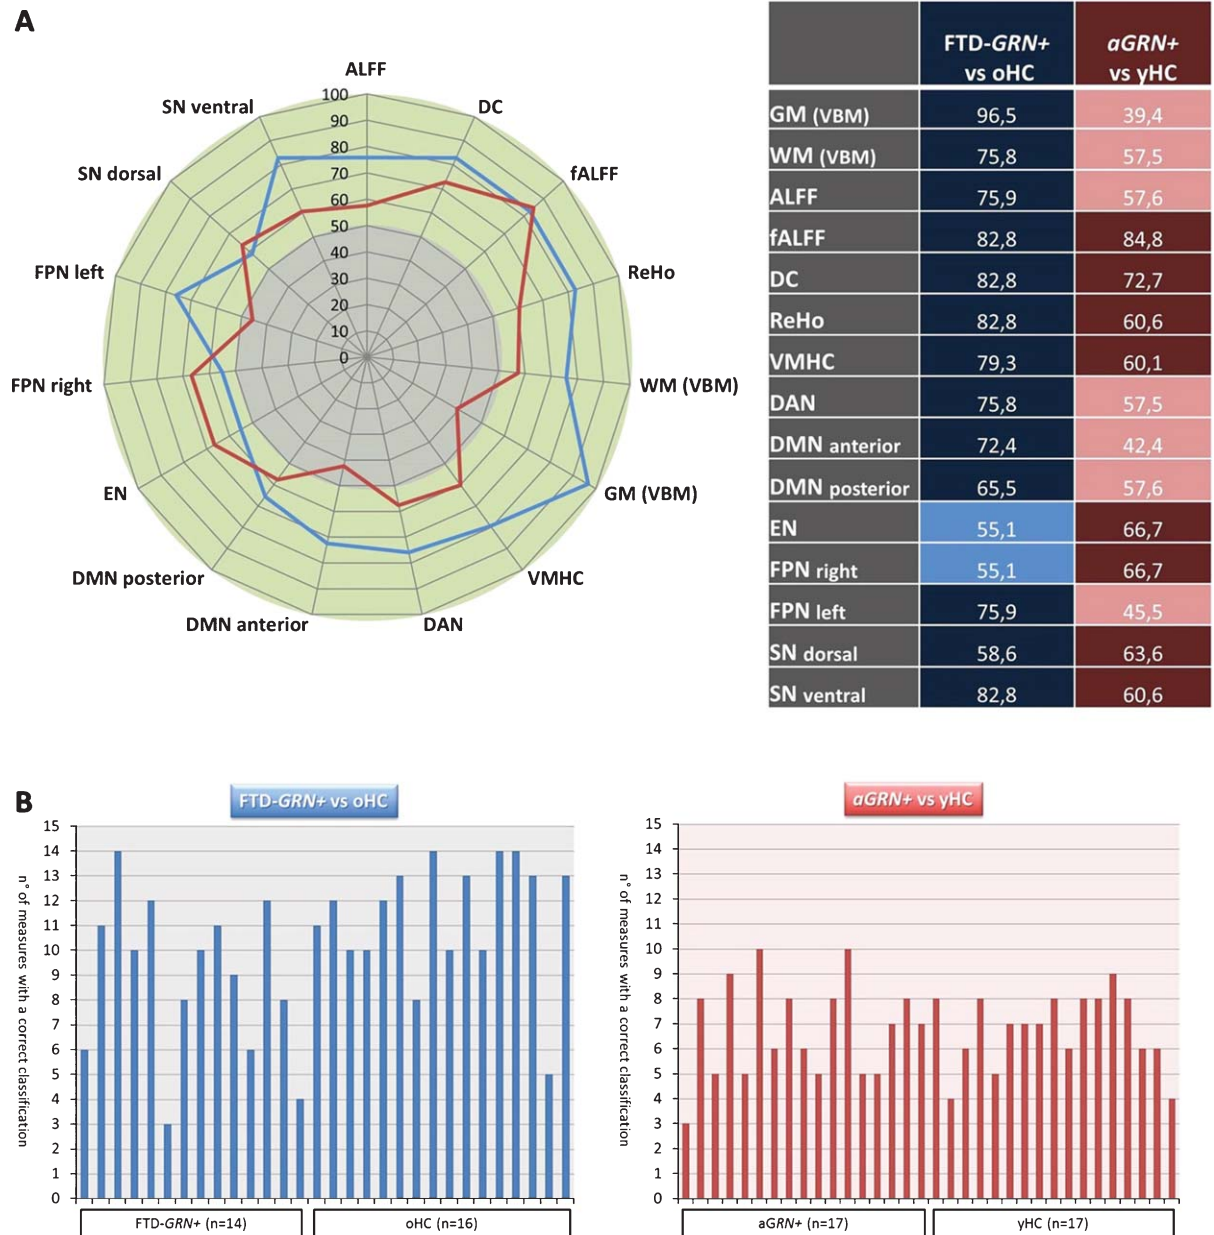 A
ALFF
DC
fALFF
ReHo
WM (VBM)
GM (VBM)
VMHC
DAN
DMN anterior
DMN posterior
EN
FPN right
FPN left
SN dorsal
SN ventral
100
90
80
70
60
50
40
30
20
10
0
FTD-GRN+ vs oHC
aGRN+ vs yHC
GM (VBM) 96,5 39,4
WM (VBM) 75,8 57,5
ALFF 75,9 57,6
fALFF 82,8 84,8
DC 82,8 72,7
ReHo 82,8 60,6
VMHC 79,3 60,1
DAN 75,8 57,5
DMN anterior 72,4 42,4
DMN posterior 65,5 57,6
EN 55,1 66,7
FPN right 55,1 66,7
FPN left 75,9 45,5
SN dorsal 58,6 63,6
SN ventral 82,8 60,6
B
FTD-GRN+ vs oHC
n° of measures with a correct classification
15
14
13
12
11
10
9
8
7
6
5
4
3
2
1
0
FTD-GRN+ (n=14)
oHC (n=16)
aGRN+ vs yHC
n° of measures with a correct classification
15
14
13
12
11
10
9
8
7
6
5
4
3
2
1
0
aGRN+ (n=17)
yHC (n=17)